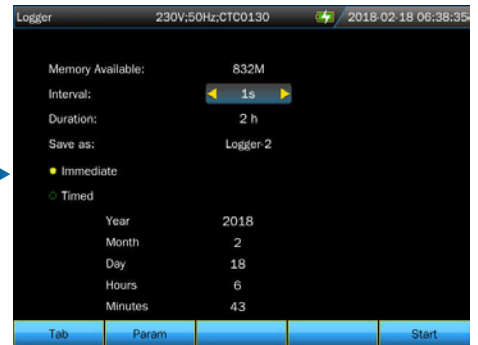 Logger 230V;50Hz;CTC0130 2018-02-18 06:38:35
Memory Available: 832M
Interval: 1s
Duration: 2 h
Save as: Logger-2
Immediate
Timed
Year 2018
Month 2
Day 18
Hours 6
Minutes 43
Tab Param Start